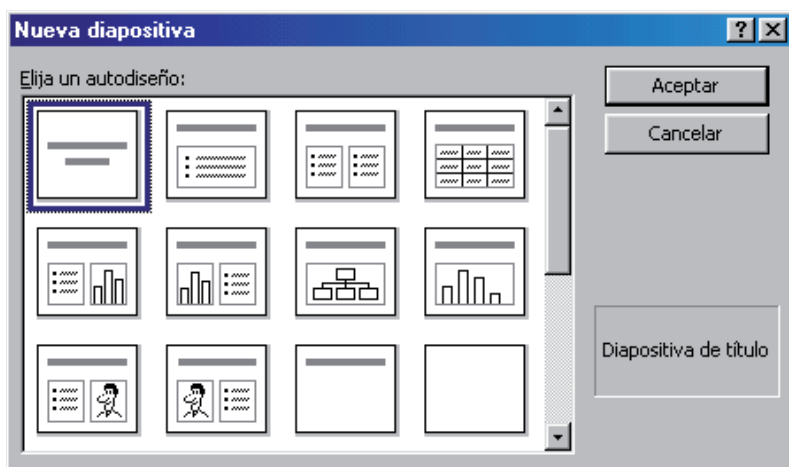 Nueva diapositiva
Elija un autodiseño:
Aceptar
Cancelar
Diapositiva de título